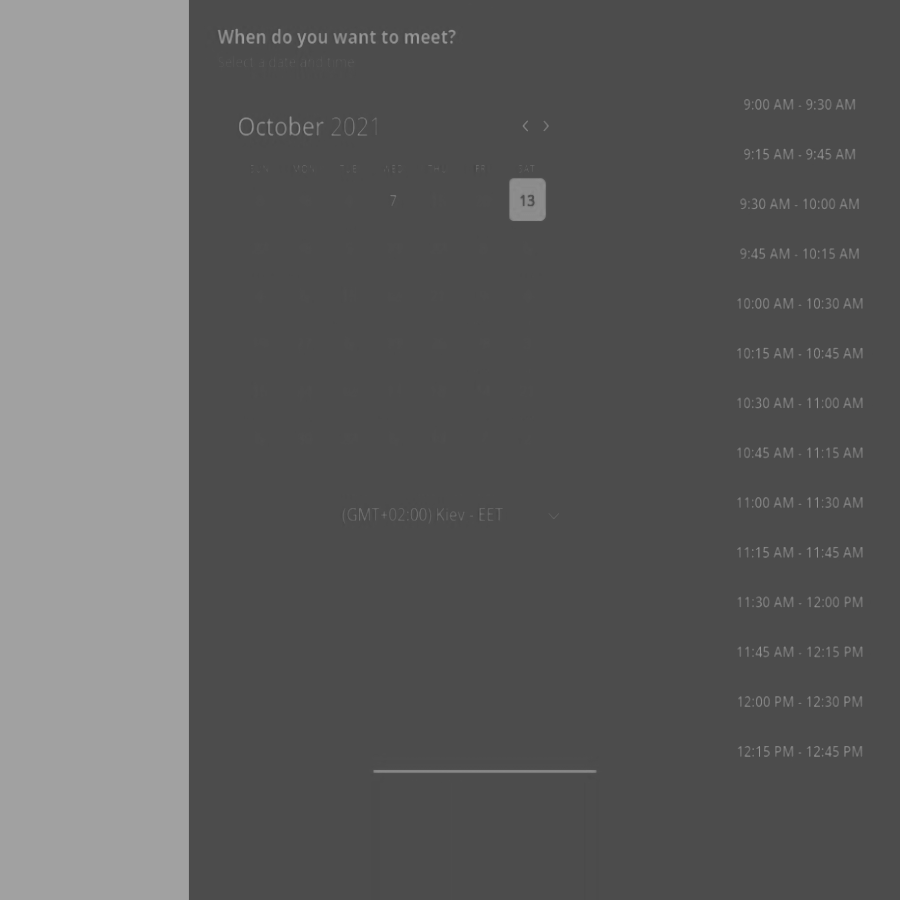 When do you want to meet?
Select a date and time
October 2021
SUN MON TUE WED THU FRI SAT
7 13
(GMT+02:00) Kiev - EET
9:00 AM - 9:30 AM
9:15 AM - 9:45 AM
9:30 AM - 10:00 AM
9:45 AM - 10:15 AM
10:00 AM - 10:30 AM
10:15 AM - 10:45 AM
10:30 AM - 11:00 AM
10:45 AM - 11:15 AM
11:00 AM - 11:30 AM
11:15 AM - 11:45 AM
11:30 AM - 12:00 PM
11:45 AM - 12:15 PM
12:00 PM - 12:30 PM
12:15 PM - 12:45 PM